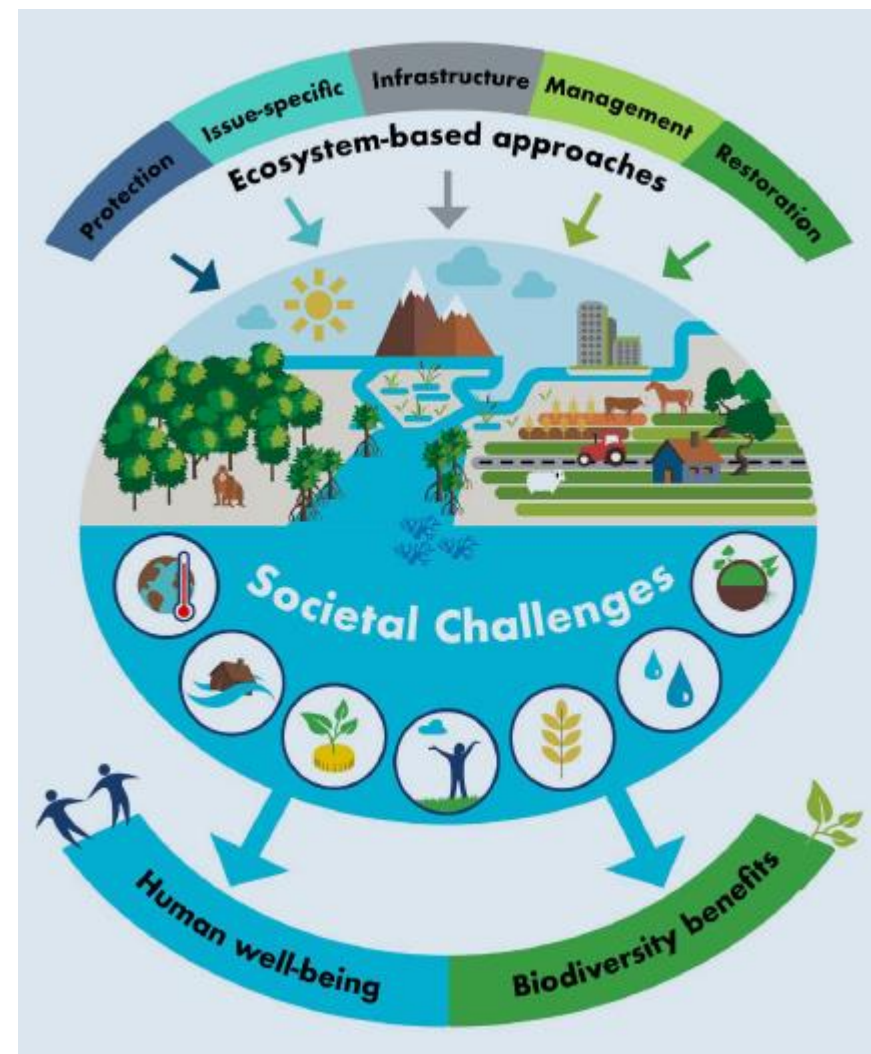 Protection
Issue-specific
Infrastructure
Management
Restoration
Ecosystem-based approaches
Societal Challenges
Human well-being
Biodiversity benefits